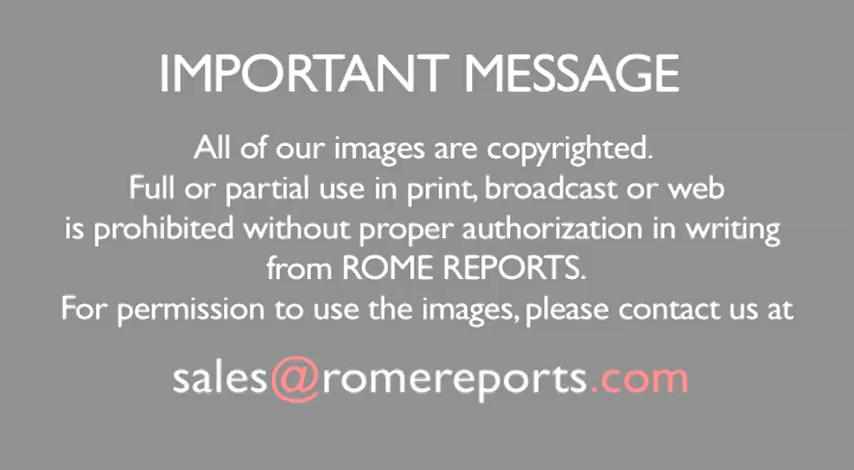 IMPORTANT MESSAGE
All of our images are copyrighted.
Full or partial use in print, broadcast or web
is prohibited without proper authorization in writing
from ROME REPORTS.
For permission to use the images, please contact us at
sales@romereports.com